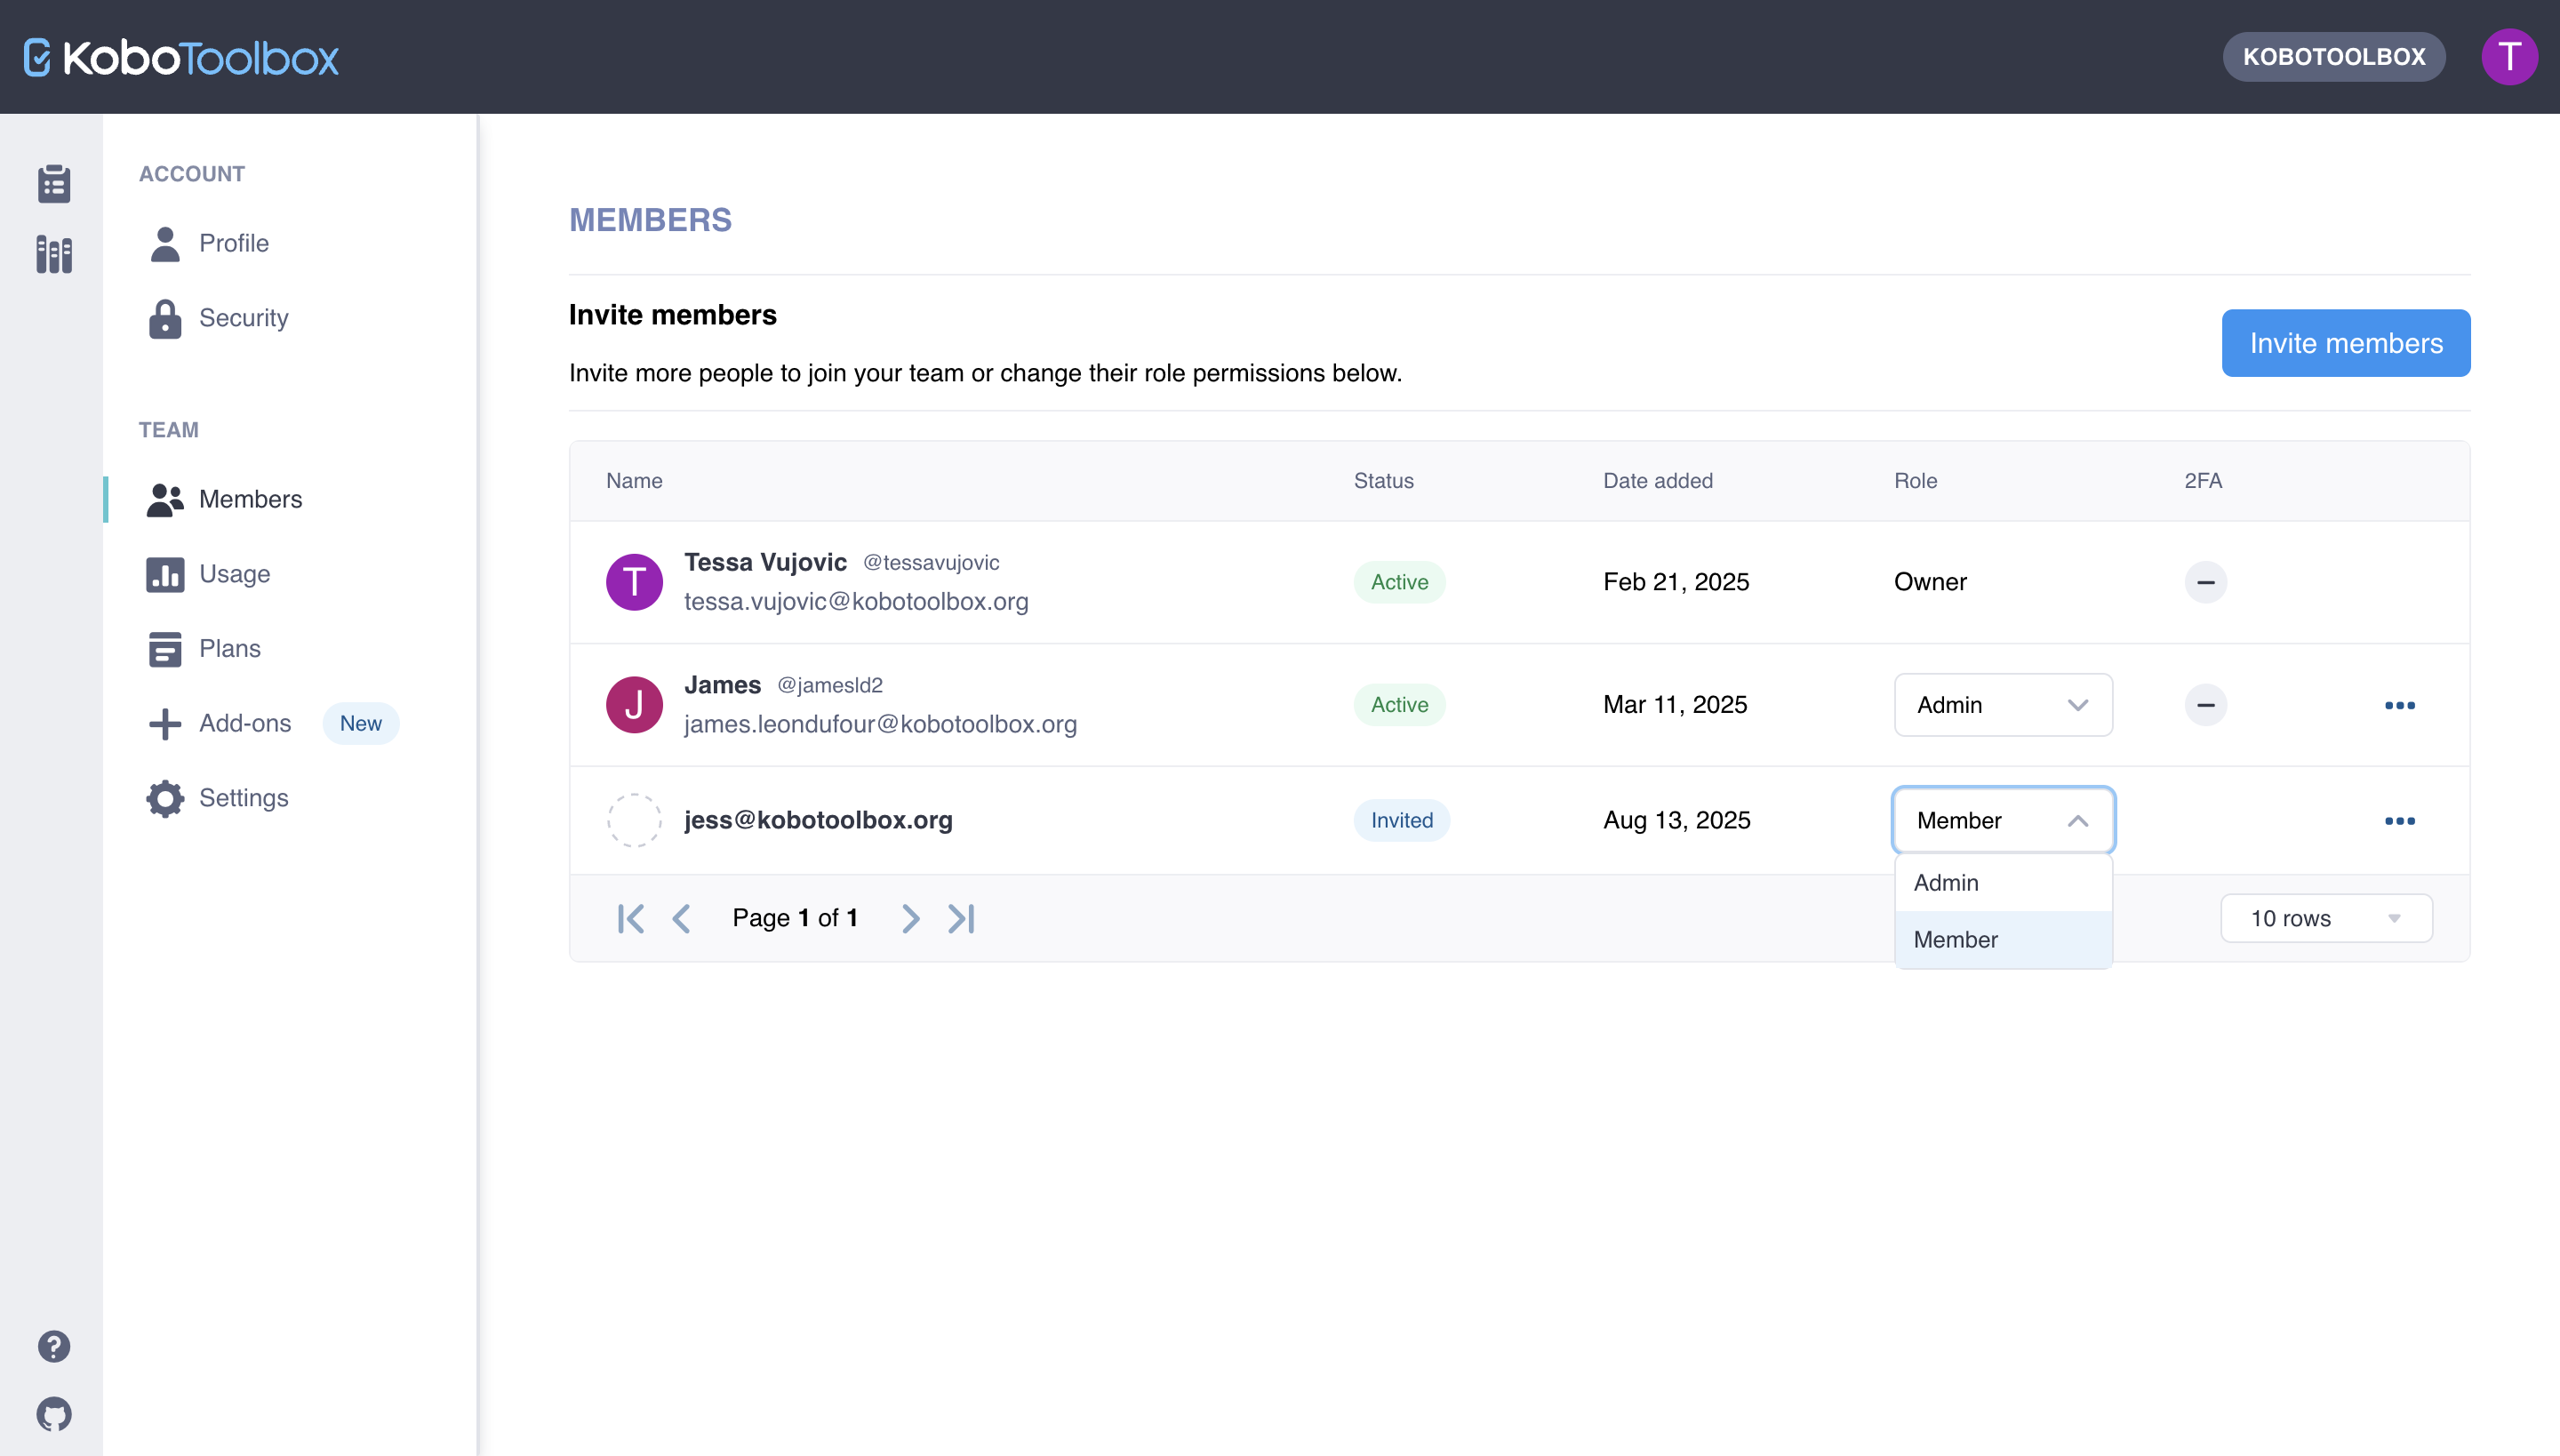 KoboToolbox
KOBOTOOLBOX
T
ACCOUNT
Profile
Security
TEAM
Members
Usage
Plans
Add-ons New
Settings
MEMBERS
Invite members
Invite more people to join your team or change their role permissions below.
Invite members
Name Status Date added Role 2FA
T
Tessa Vujovic @tessavujovic
tessa.vujovic@kobotoolbox.org
Active Feb 21, 2025 Owner
J
James @jamesld2
james.leondufour@kobotoolbox.org
Active Mar 11, 2025 Admin
jess@kobotoolbox.org Invited Aug 13, 2025 Member
Admin
Member
Page 1 of 1
10 rows